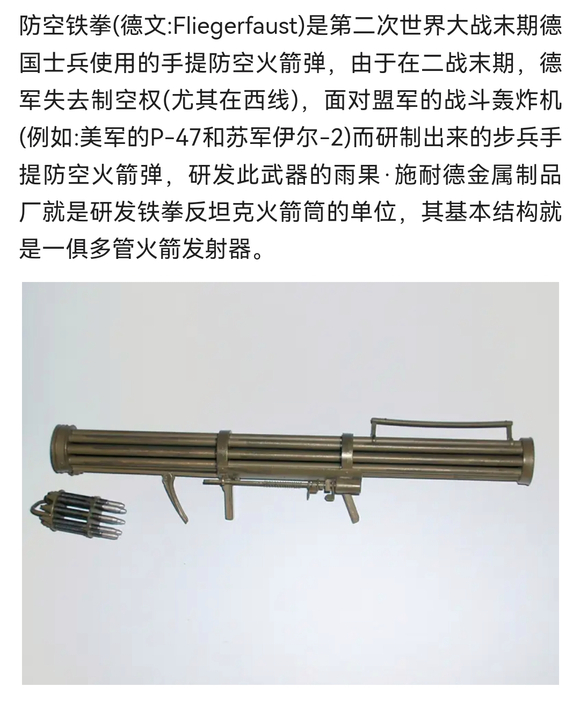 防空铁拳(德文:Fliegerfaust)是第二次世界大战末期德
国士兵使用的手提防空火箭弹，由于在二战末期，德
军失去制空权(尤其在西线)，面对盟军的战斗轰炸机
(例如:美军的P-47和苏军伊尔-2)而研制出来的步兵手
提防空火箭弹，研发此武器的雨果·施耐德金属制品
厂就是研发铁拳反坦克火箭筒的单位，其基本结构就
是一俱多管火箭发射器。